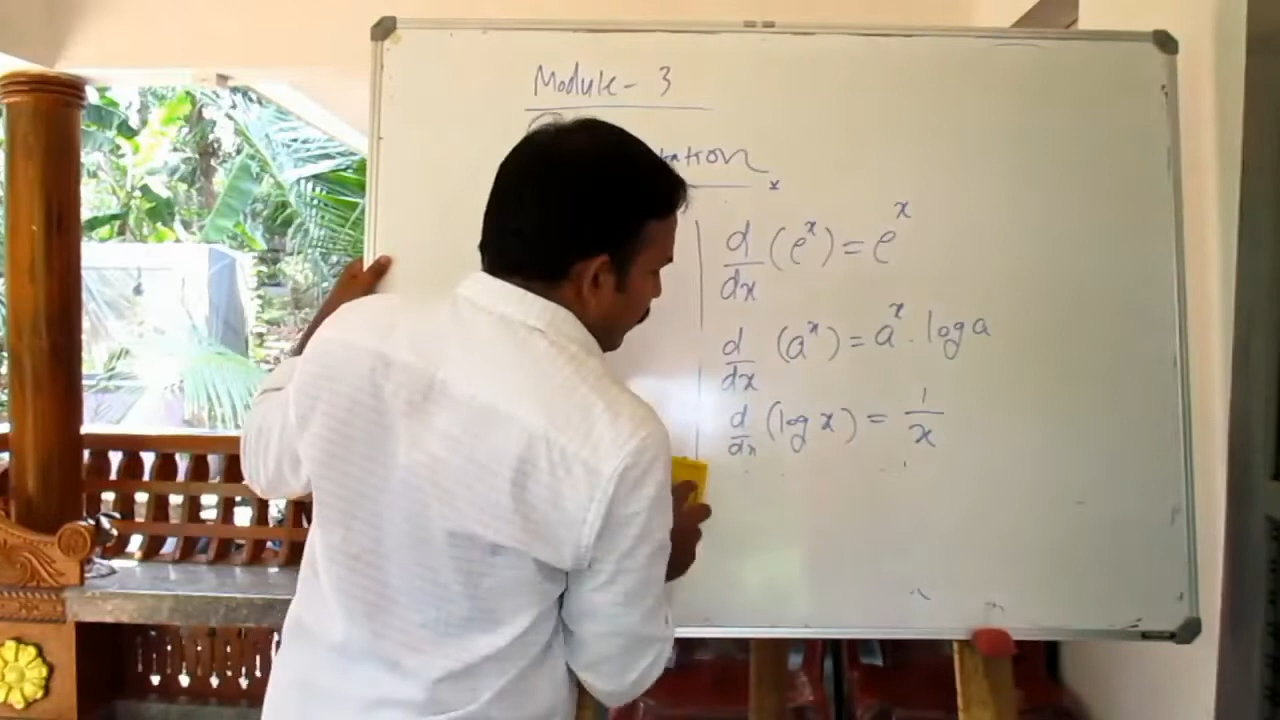 Module - 3
d/dx (e^x) = e^x
d/dx (a^x) = a^x . log a
d/dx (log x) = 1/x